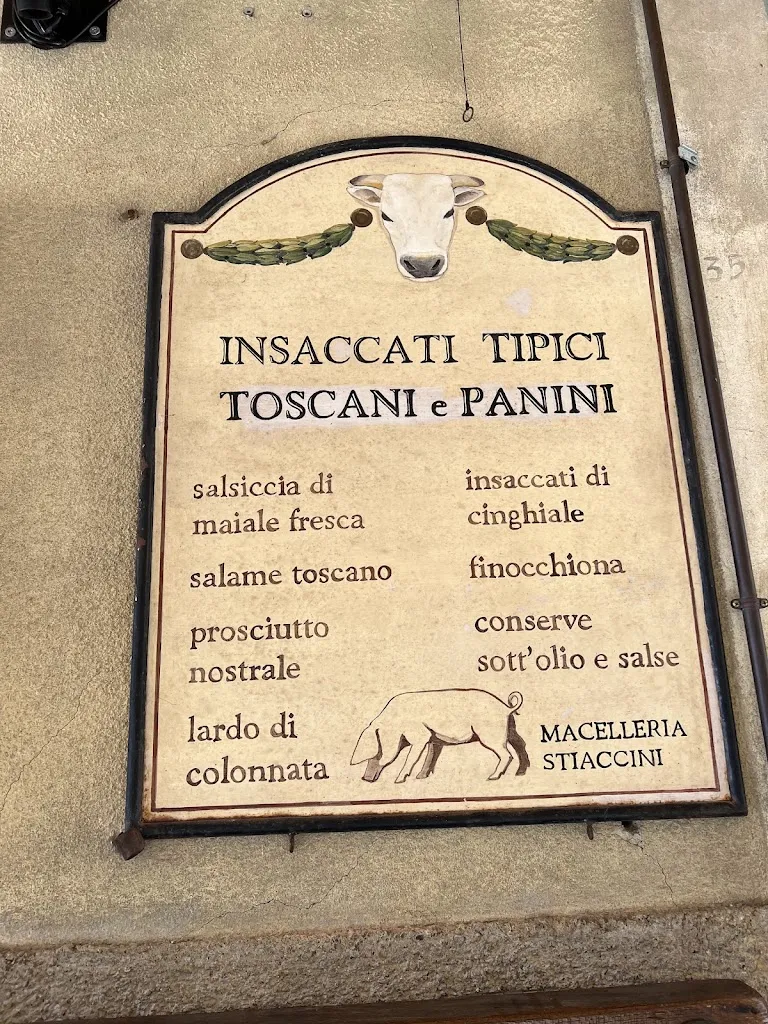 INSACCATI TIPICI
TOSCANI e PANINI
salsiccia di
maiale fresca
salame toscano
prosciutto
nostrale
lardo di
colonnata
insaccati di
cinghiale
finocchiona
conserve
sott'olio e salse
MACELLERIA
STIACCINI
35